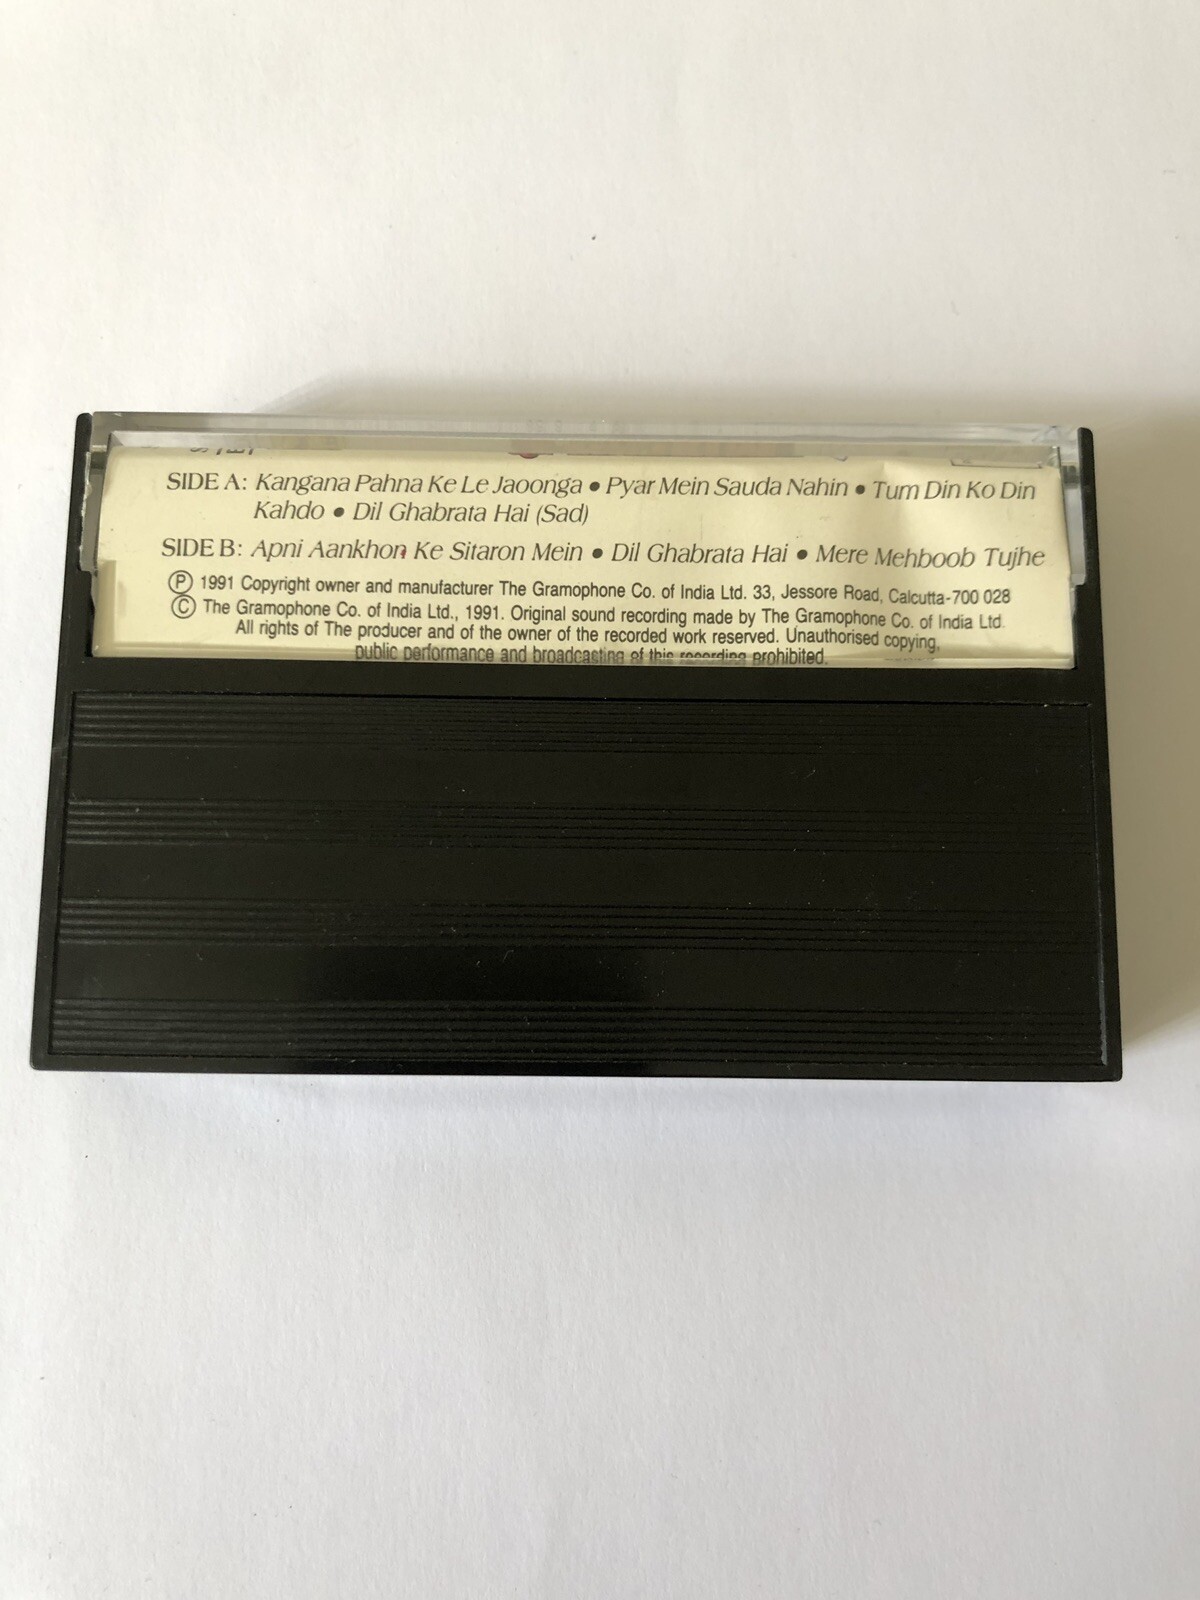 SIDE A: Kangana Pahna Ke Le Jaoonga • Pyar Mein Sauda Nahin • Tum Din Ko Din
Kahdo • Dil Ghabrata Hai (Sad)
SIDE B: Apni Aankhon Ke Sitaron Mein • Dil Ghabrata Hai • Mere Mehboob Tujhe
Ⓟ 1991 Copyright owner and manufacturer The Gramophone Co. of India Ltd. 33, Jessore Road, Calcutta-700 028
Ⓒ The Gramophone Co. of India Ltd., 1991. Original sound recording made by The Gramophone Co. of India Ltd.
All rights of The producer and of the owner of the recorded work reserved. Unauthorised copying,
public performance and broadcasting of this recording prohibited.